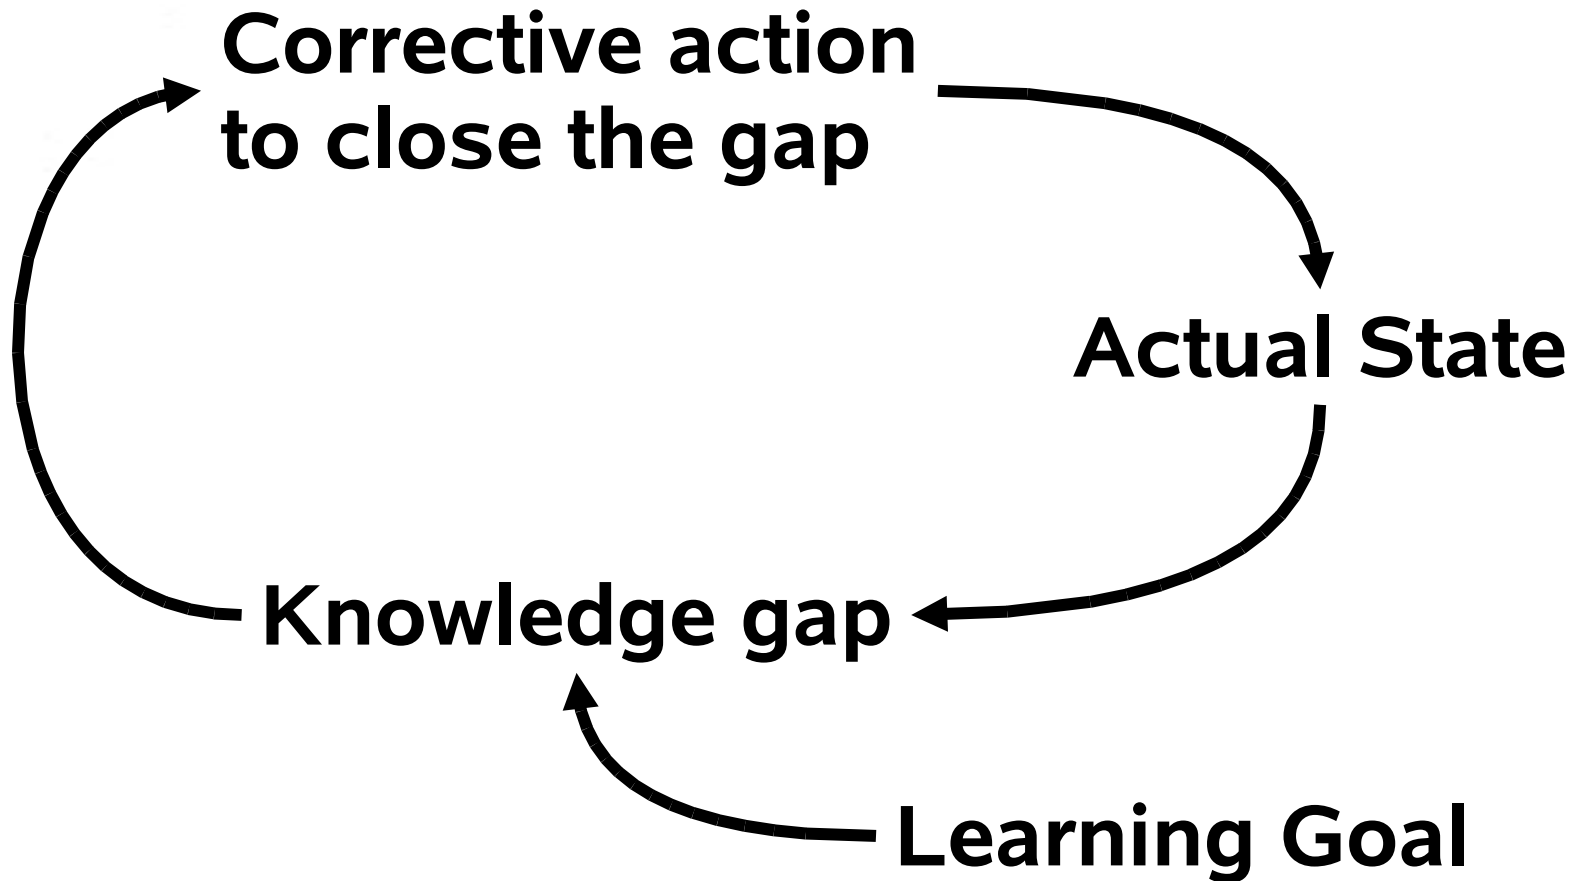 Corrective action
to close the gap
Actual State
Knowledge gap
Learning Goal